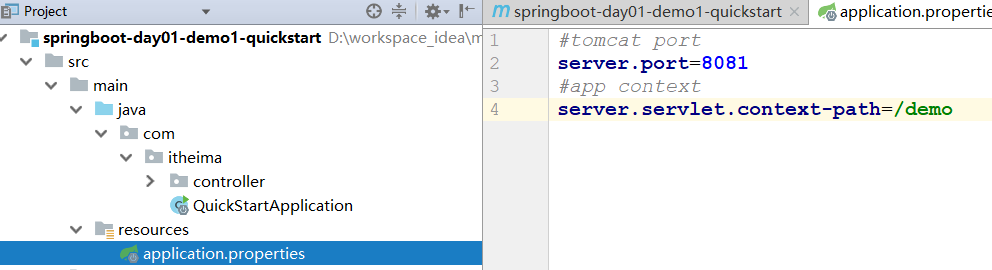 Project
springboot-day01-demo1-quickstart D:\workspace_idea\m
src
main
java
com
itheima
controller
QuickStartApplication
resources
application.properties
springboot-day01-demo1-quickstart
application.propertie
1 #tomcat port
2 server.port=8081
3 #app context
4 server.servlet.context-path=/demo